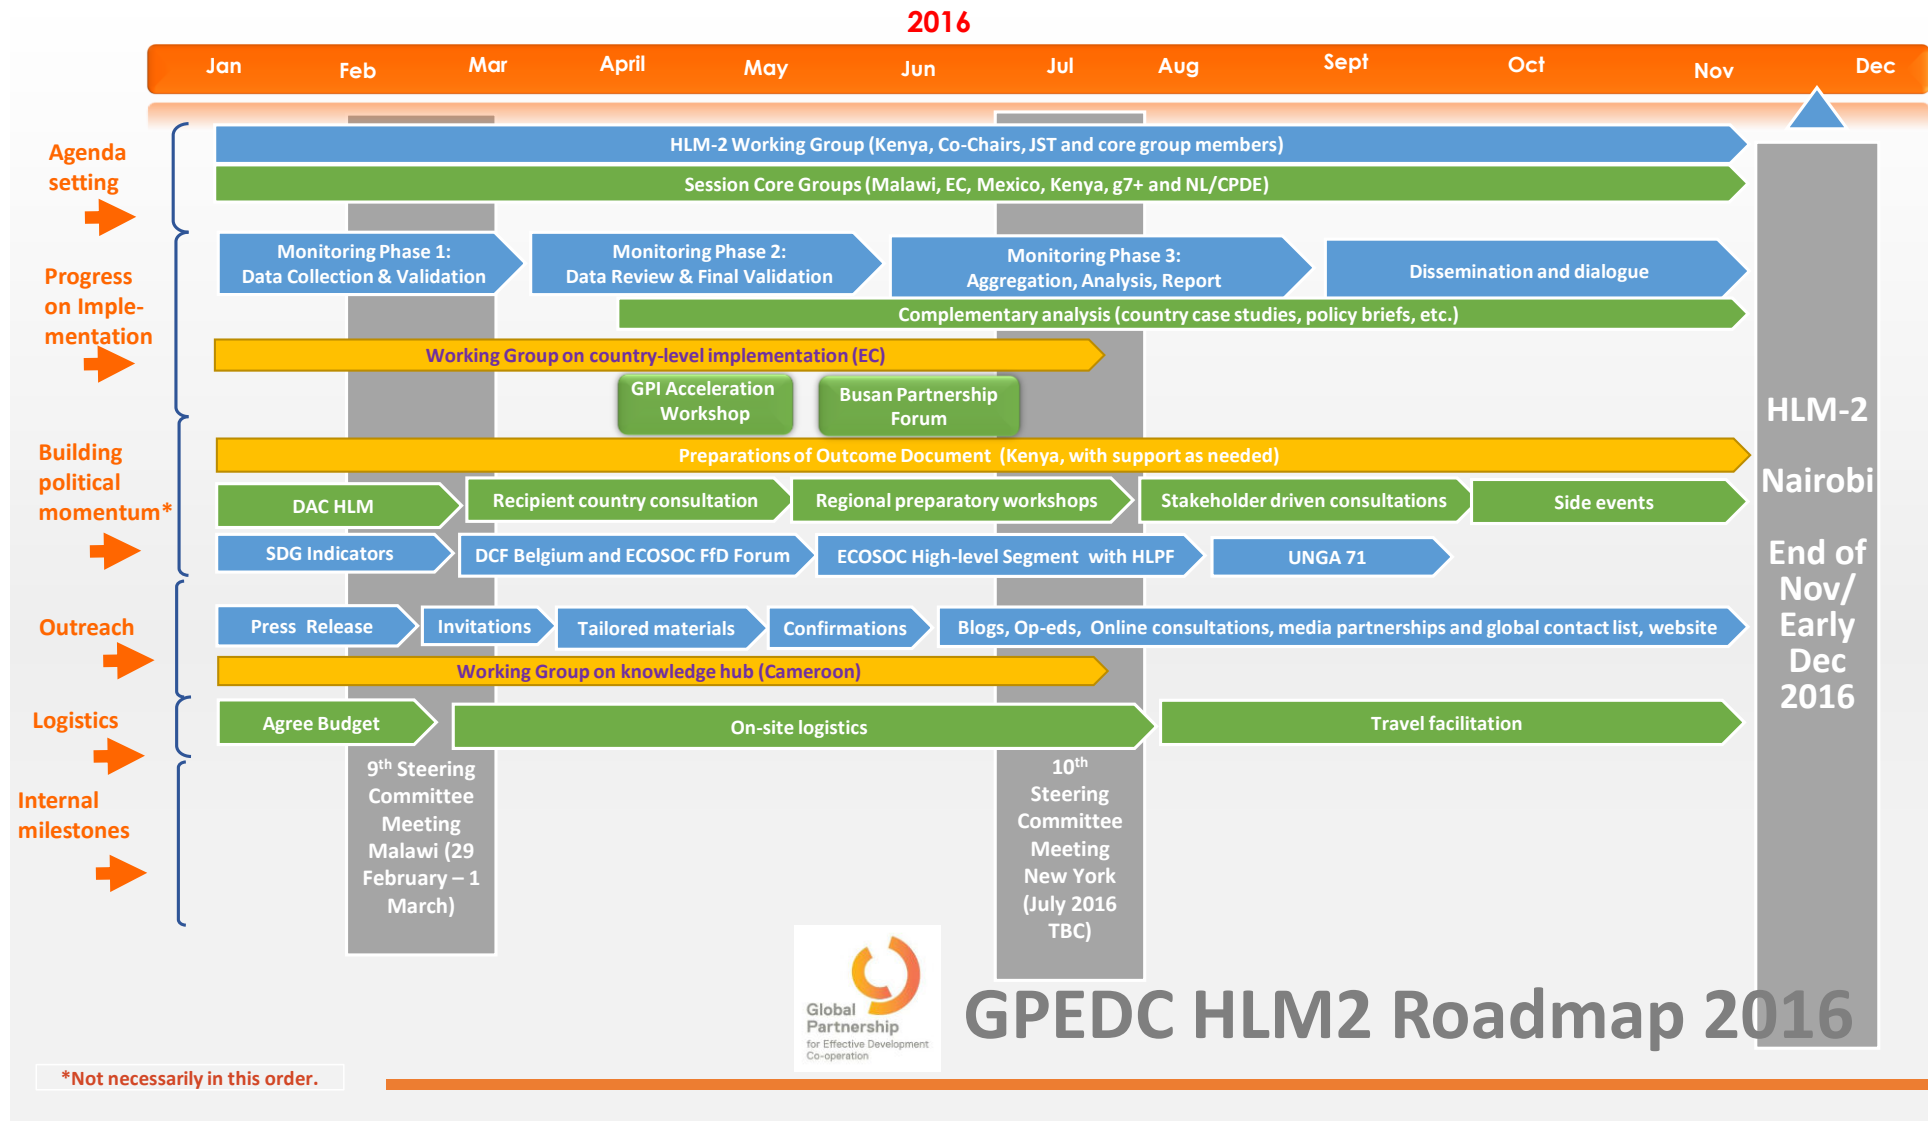 2016
Jan Feb Mar April May Jun Jul Aug Sept Oct Nov Dec
Agenda
setting
HLM-2 Working Group (Kenya, Co-Chairs, JST and core group members)
Session Core Groups (Malawi, EC, Mexico, Kenya, g7+ and NL/CPDE)
Progress
on Imple-
mentation
Monitoring Phase 1:
Data Collection & Validation
Monitoring Phase 2:
Data Review & Final Validation
Monitoring Phase 3:
Aggregation, Analysis, Report
Dissemination and dialogue
Complementary analysis (country case studies, policy briefs, etc.)
Working Group on country-level implementation (EC)
GPI Acceleration
Workshop
Busan Partnership
Forum
Building
political
momentum*
Preparations of Outcome Document (Kenya, with support as needed)
DAC HLM
Recipient country consultation
Regional preparatory workshops
Stakeholder driven consultations
Side events
SDG Indicators
DCF Belgium and ECOSOC FfD Forum
ECOSOC High-level Segment with HLPF
UNGA 71
Outreach
Press Release
Invitations
Tailored materials
Confirmations
Blogs, Op-eds, Online consultations, media partnerships and global contact list, website
Working Group on knowledge hub (Cameroon)
Logistics
Agree Budget
On-site logistics
Travel facilitation
Internal
milestones
9th Steering
Committee
Meeting
Malawi (29
February – 1
March)
10th
Steering
Committee
Meeting
New York
(July 2016
TBC)
HLM-2
Nairobi
End of
Nov/
Early
Dec
2016
Global
Partnership
for Effective Development
Co-operation
GPEDC HLM2 Roadmap 2016
*Not necessarily in this order.